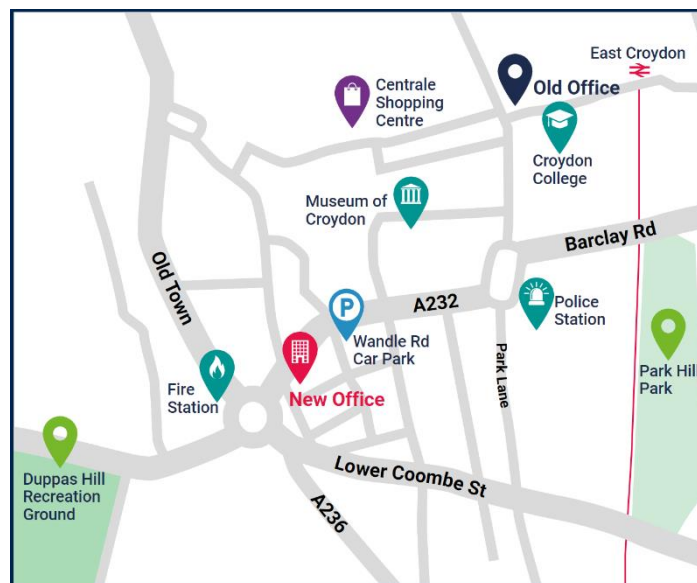 East Croydon
Old Office
Centrale
Shopping
Centre
Croydon
College
Museum of
Croydon
Barclay Rd
Old Town
A232
Police
Station
P
Wandle Rd
Car Park
Park Lane
Park Hill
Park
Fire
Station
New Office
Duppas Hill
Recreation
Ground
Lower Coombe St
A236